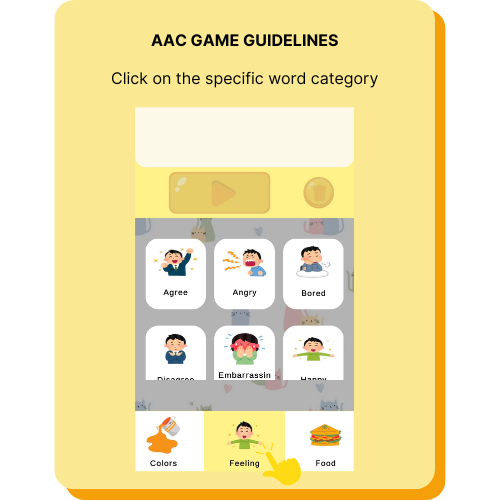 AAC GAME GUIDELINES
Click on the specific word category
Agree Angry Bored
Disagree Embarrassin Happy
Colors Feeling Food